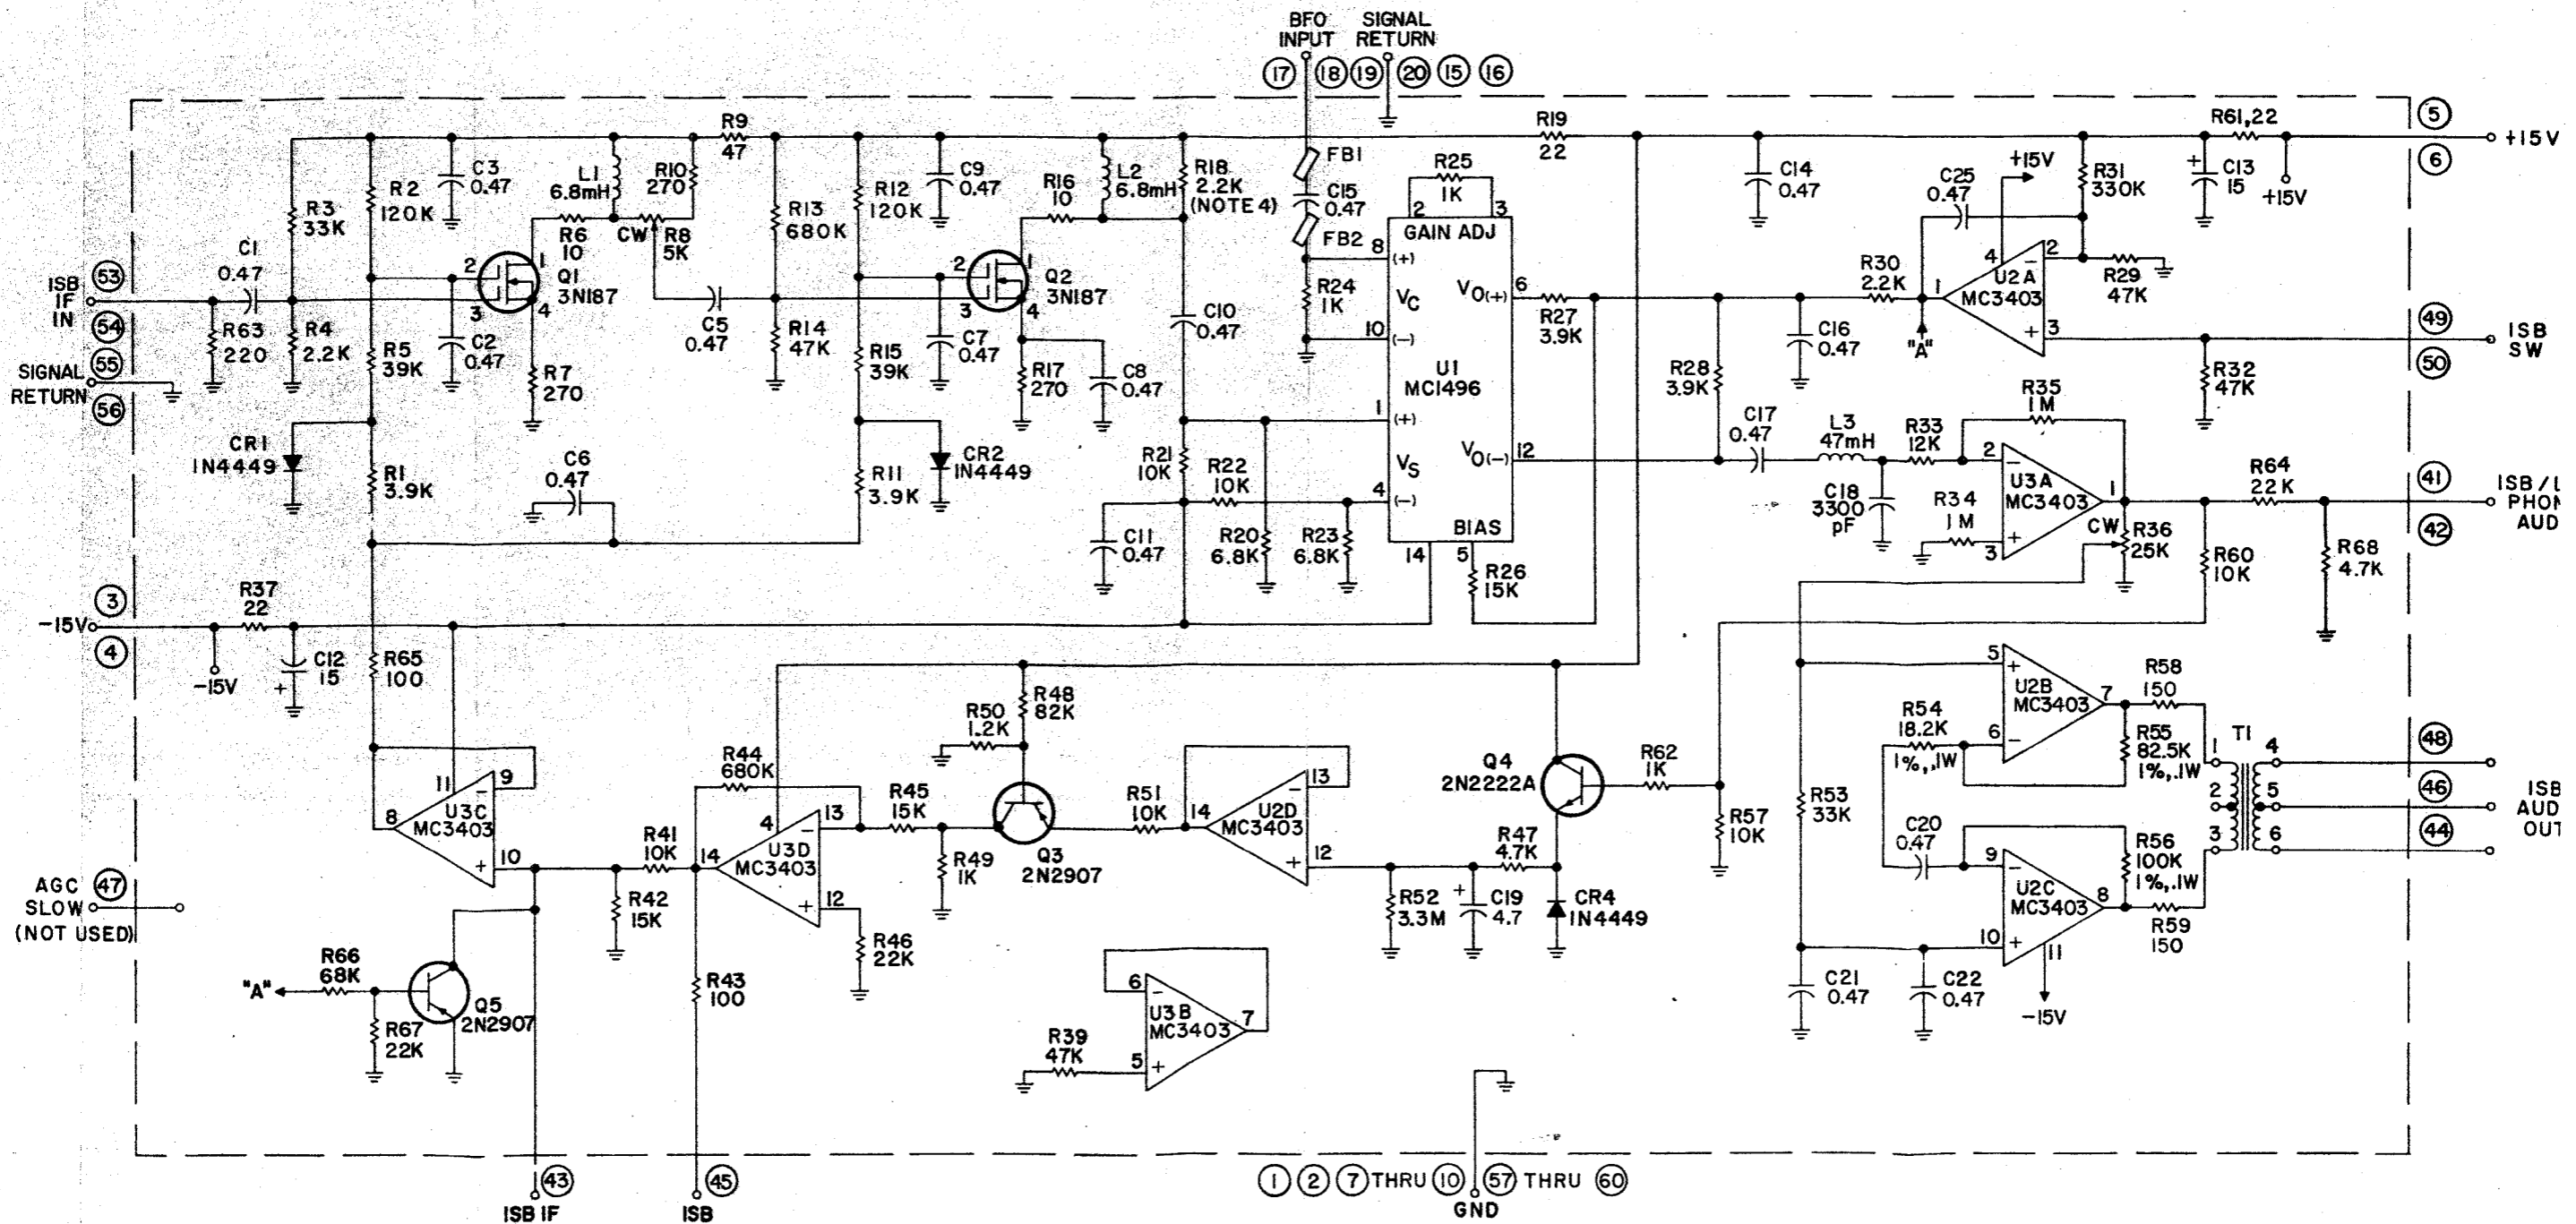 BFO INPUT
SIGNAL RETURN
17 18 19 20 15 16
R9 47
R19 22
R61,22
5
+15V
6
C3 0.47
L1 6.8mH
R10 270
R2 120K
R3 33K
R12 120K
C9 0.47
R13 680K
R16 10
L2 6.8mH
R18 2.2K (NOTE 4)
FB1
C15 0.47
FB2
R25 1K
2 3
GAIN ADJ
C14 0.47
C25 0.47
+15V
R31 330K
C13 15
+
+15V
C1 0.47
R6 10
CW
R8 5K
Q1 3N187
1 2 3 4
Q2 3N187
1 2 3 4
53
ISB IF IN
54
55
SIGNAL RETURN
56
R63 220
R4 2.2K
R5 39K
C2 0.47
R7 270
C5 0.47
R14 47K
R15 39K
C7 0.47
R17 270
C8 0.47
C10 0.47
R24 1K
8 (+)
VC
10 (–)
VO(+) 6
U1 MC1496
1 (+)
VS
4 (–)
VO(–) 12
BIAS
14 5
R27 3.9K
R28 3.9K
C16 0.47
R30 2.2K
"A"
1 4 2 3
– +
U2A MC3403
R29 47K
R32 47K
49
ISB SW
50
CR1 1N4449
R1 3.9K
C6 0.47
R11 3.9K
CR2 1N4449
R21 10K
R22 10K
C11 0.47
R20 6.8K
R23 6.8K
R26 15K
C17 0.47
L3 47mH
R33 12K
R35 1M
C18 3300 pF
R34 1M
2 3 1
– +
U3A MC3403
CW
R36 25K
R60 10K
R64 22K
R68 4.7K
41
ISB/
PHON
AUD
42
3
–15V
4
R37 22
–15V
C12 15
+
R65 100
R48 82K
R50 1.2K
R44 680K
R45 15K
R49 1K
Q3 2N2907
R51 10K
14 13 12
– +
U2D MC3403
Q4 2N2222A
R62 1K
R57 10K
R47 4.7K
R52 3.3M
C19 4.7
+
CR4 1N4449
11 9 8 10
– +
U3C MC3403
R41 10K
R42 15K
4 13 14 12
– +
U3D MC3403
R46 22K
R43 100
5 6 7
+ –
U2B MC3403
R54 18.2K 1%,.1W
R55 82.5K 1%,.1W
R58 150
R53 33K
C20 0.47
9 10 8 11
– +
U2C MC3403
R56 100K 1%,.1W
R59 150
T1
1 2 3 4 5 6
48
46
44
ISB
AUD
OUT
C21 0.47
C22 0.47
–15V
AGC SLOW (NOT USED)
47
"A"
R66 68K
R67 22K
Q5 2N2907
R39 47K
6 5 7
– +
U3B MC3403
43
ISB IF
45
ISB
1 2 7 THRU 10 57 THRU 60
GND